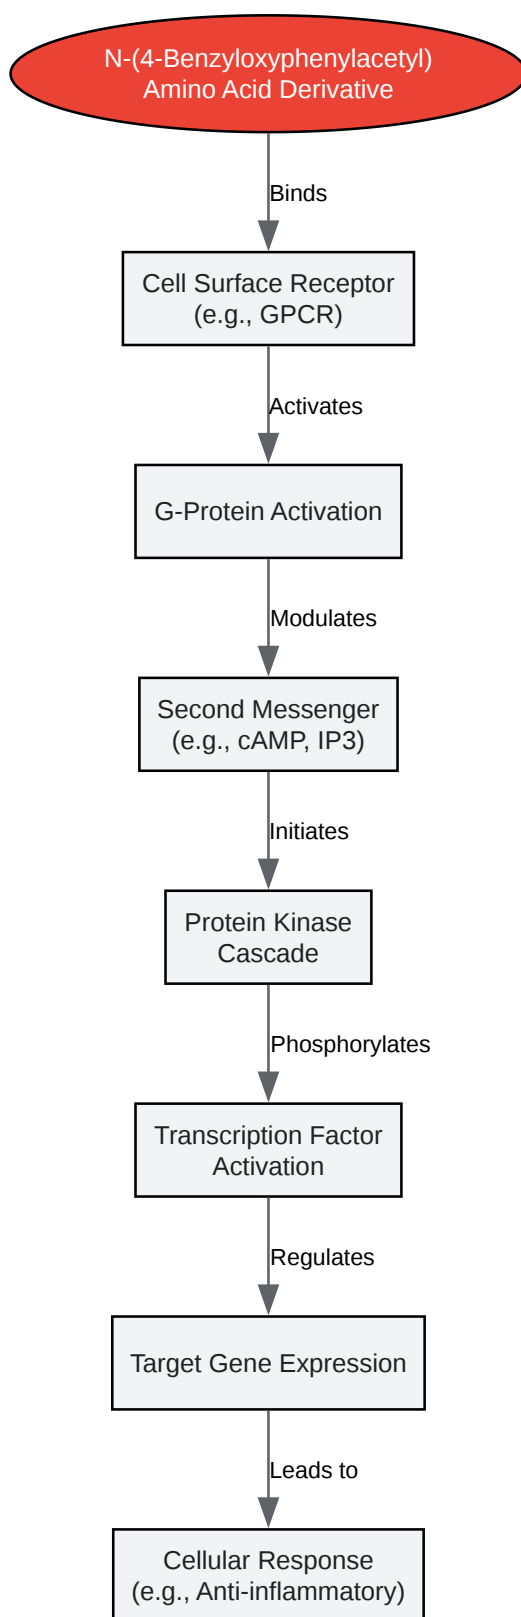 N-(4-Benzyloxyphenylacetyl)
Amino Acid Derivative
Binds
Cell Surface Receptor
(e.g., GPCR)
Activates
G-Protein Activation
Modulates
Second Messenger
(e.g., cAMP, IP3)
Initiates
Protein Kinase
Cascade
Phosphorylates
Transcription Factor
Activation
Regulates
Target Gene Expression
Leads to
Cellular Response
(e.g., Anti-inflammatory)